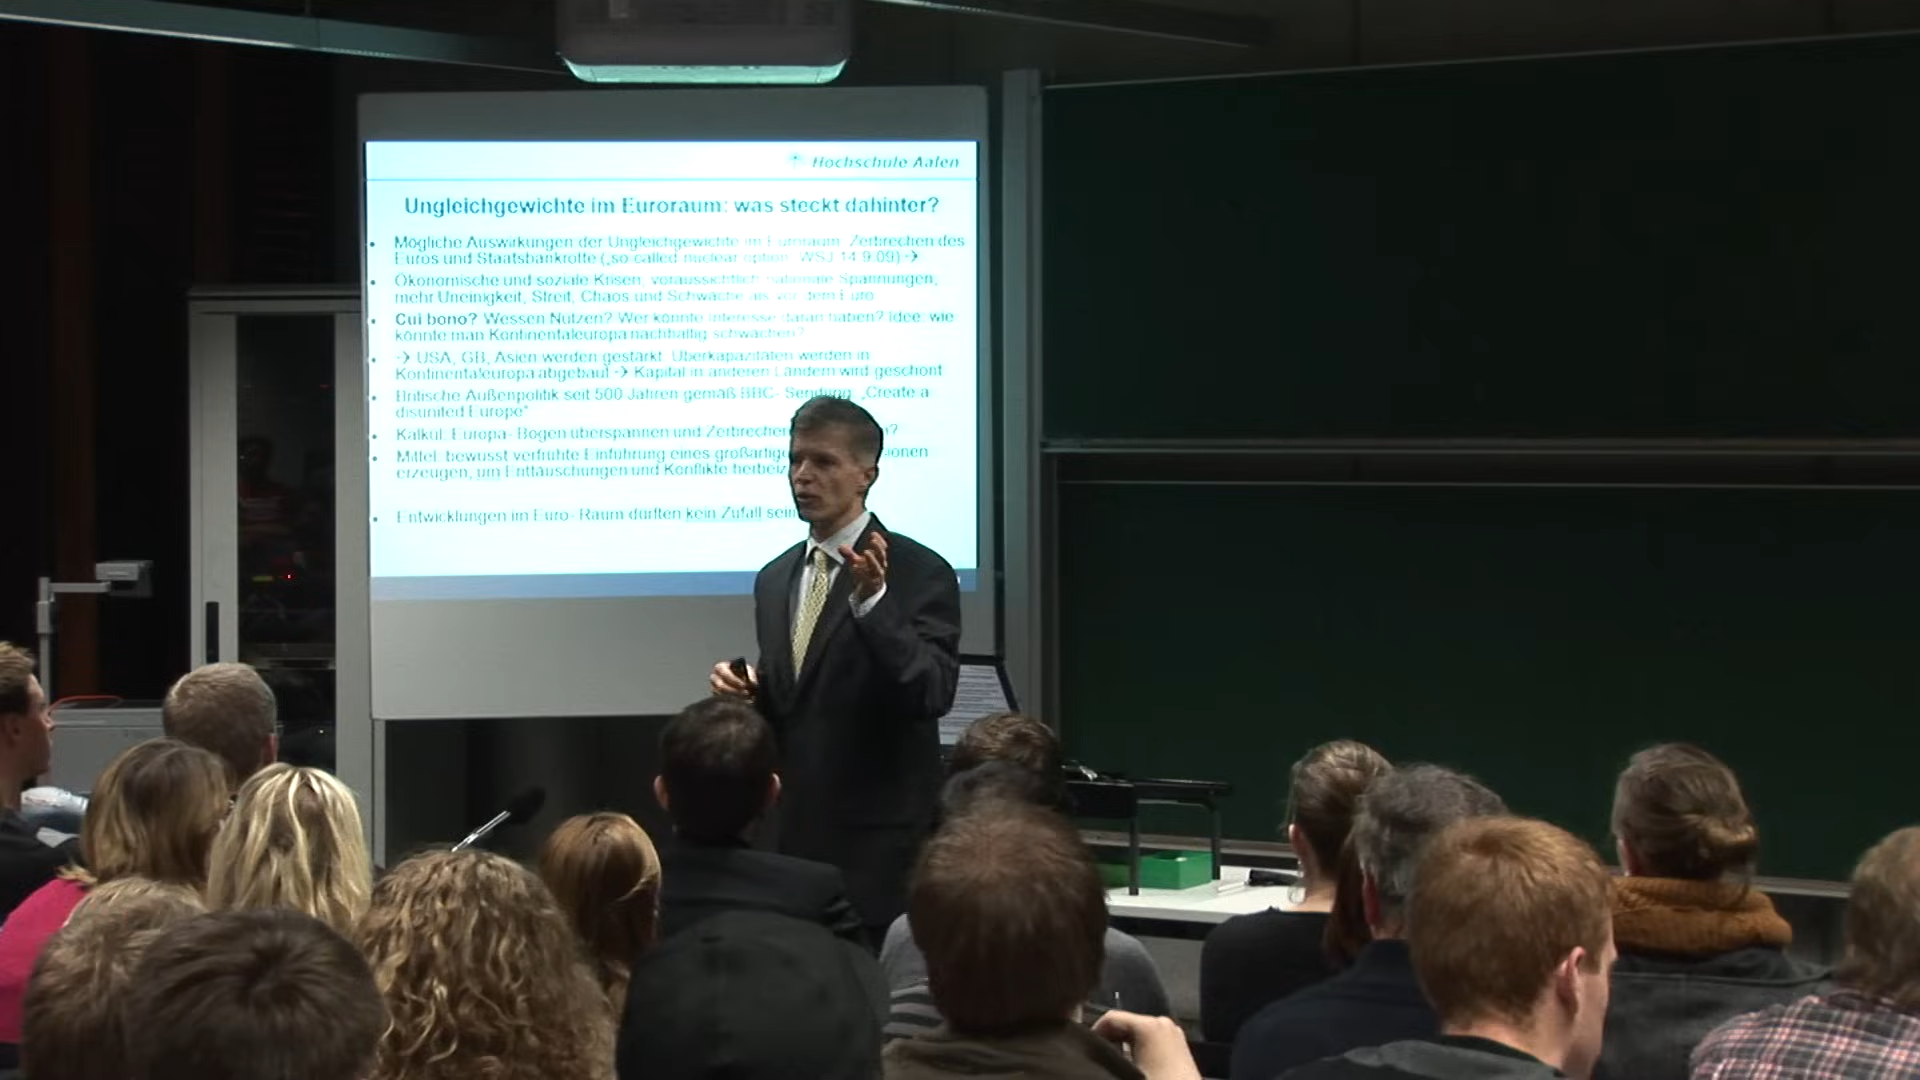 Hochschule Aalen
Ungleichgewichte im Euroraum: was steckt dahinter?
Mögliche Auswirkungen der Ungleichgewichte im Euroraum: Zerbrechen des
Euros und Staatsbankrotte („so called nuclear option“ WSJ 14.9.09) →
Ökonomische und soziale Krisen, voraussichtlich nationale Spannungen,
mehr Uneinigkeit, Streit, Chaos und Schwäche als vor dem Euro
Cui bono? Wessen Nutzen? Wer könnte Interesse daran haben? Idee: wie
könnte man Kontinentaleuropa nachhaltig schwächen?
→ USA, GB, Asien werden gestärkt. Überkapazitäten werden in
Kontinentaleuropa abgebaut → Kapital in anderen Ländern wird geschont
Britische Außenpolitik seit 500 Jahren gemäß BBC- Sendung: „Create a
disunited Europe“
Kalkül: Europa- Bogen überspannen und Zerbrechen
Mittel: bewusst verfrühte Einführung eines
erzeugen, um Enttäuschungen und Konflikte
Entwicklungen im Euro- Raum dürften kein Zufall sein